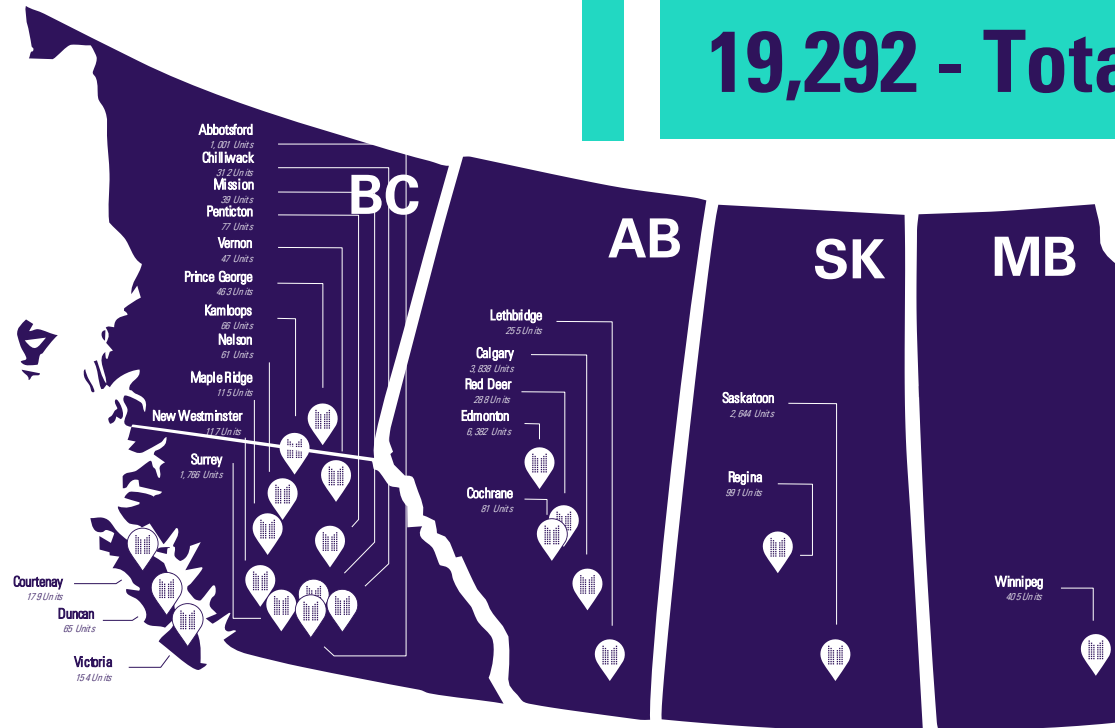 19,292 - Tota
Abbotsford
1,001 Units
Chilliwack
312 Units
Mission
39 Units
Penticton
77 Units
Vernon
47 Units
Prince George
463 Units
Kamloops
66 Units
Nelson
61 Units
Maple Ridge
115 Units
New Westminster
117 Units
Surrey
1,766 Units
Courtenay
179 Units
Duncan
65 Units
Victoria
154 Units
BC
AB
Lethbridge
255 Units
Calgary
3,838 Units
Red Deer
288 Units
Edmonton
6,382 Units
Cochrane
81 Units
SK
Saskatoon
2,644 Units
Regina
991 Units
MB
Winnipeg
405 Units